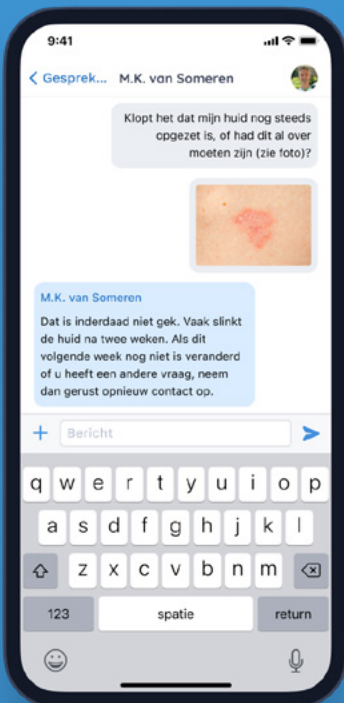 9:41
Gesprek... M.K. van Someren
Klopt het dat mijn huid nog steeds
opgezet is, of had dit al over
moeten zijn (zie foto)?
M.K. van Someren
Dat is inderdaad niet gek. Vaak slinkt
de huid na twee weken. Als dit
volgende week nog niet is veranderd
of u heeft een andere vraag, neem
dan gerust opnieuw contact op.
Bericht
q w e r t y u i o p
a s d f g h j k l
z x c v b n m
123 spatie return